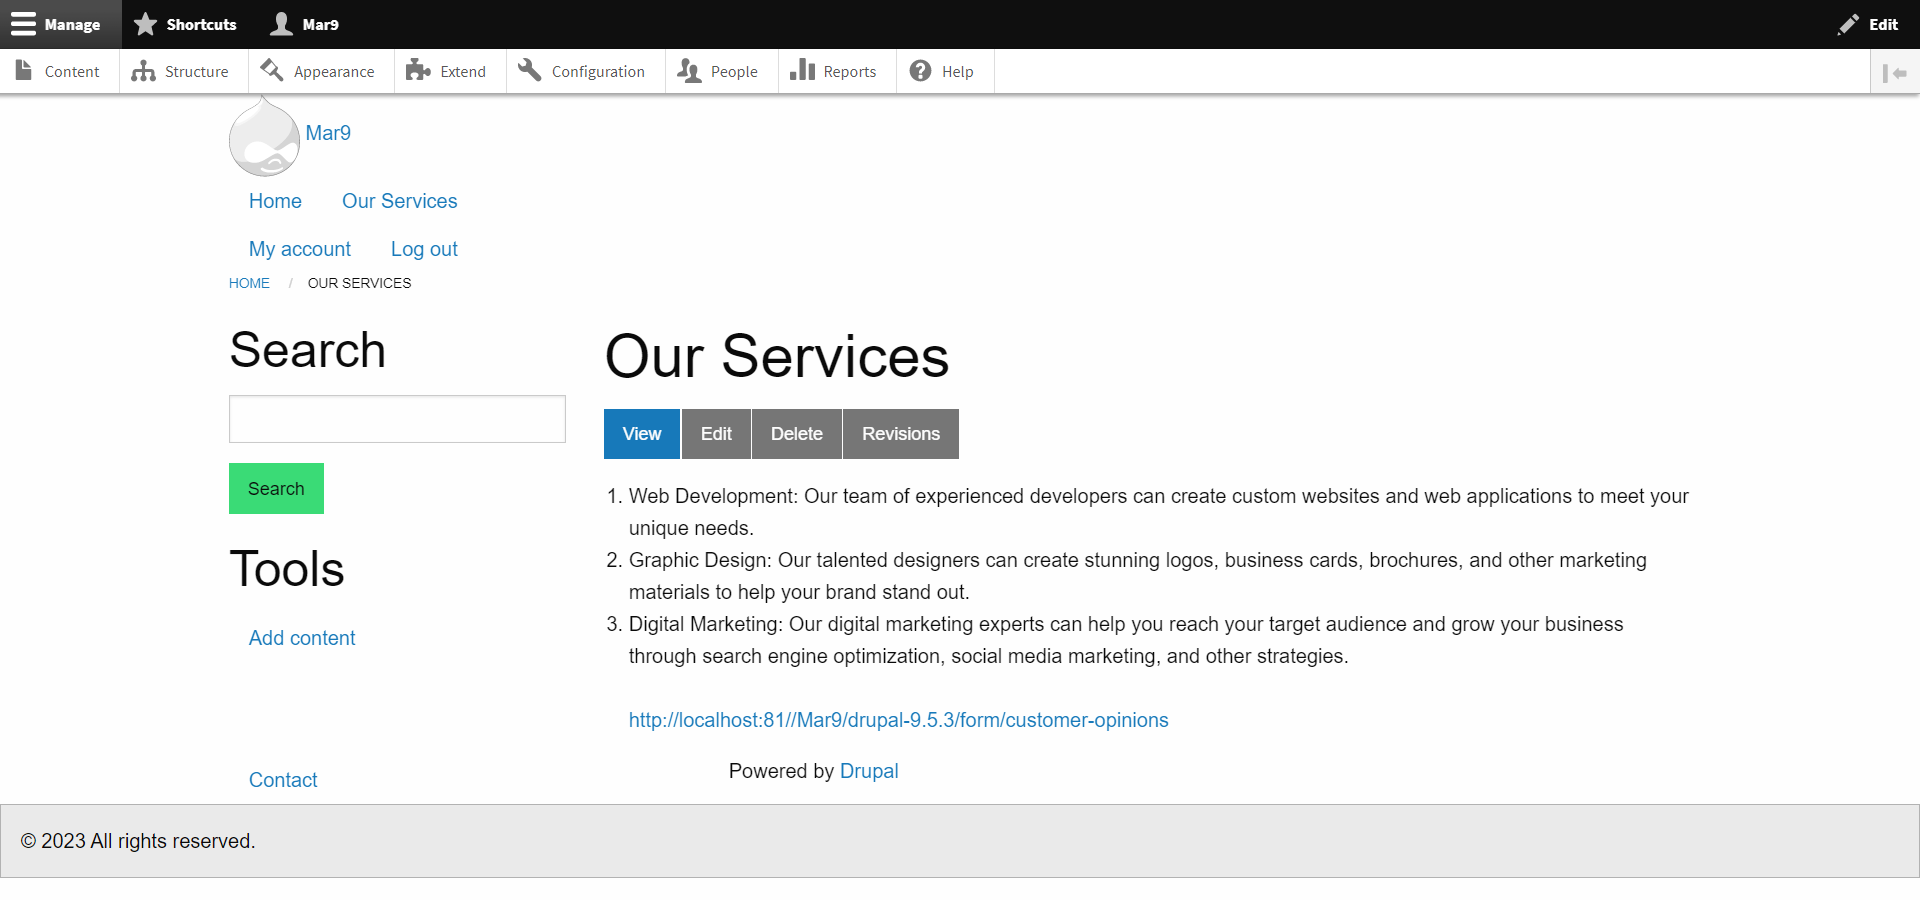 Manage Shortcuts Mar9 Edit
Content Structure Appearance Extend Configuration People Reports Help
Mar9
Home Our Services
My account Log out
HOME / OUR SERVICES
Search
Search
Tools
Add content
Contact
Our Services
View Edit Delete Revisions
1. Web Development: Our team of experienced developers can create custom websites and web applications to meet your
unique needs.
2. Graphic Design: Our talented designers can create stunning logos, business cards, brochures, and other marketing
materials to help your brand stand out.
3. Digital Marketing: Our digital marketing experts can help you reach your target audience and grow your business
through search engine optimization, social media marketing, and other strategies.
http://localhost:81//Mar9/drupal-9.5.3/form/customer-opinions
Powered by Drupal
© 2023 All rights reserved.